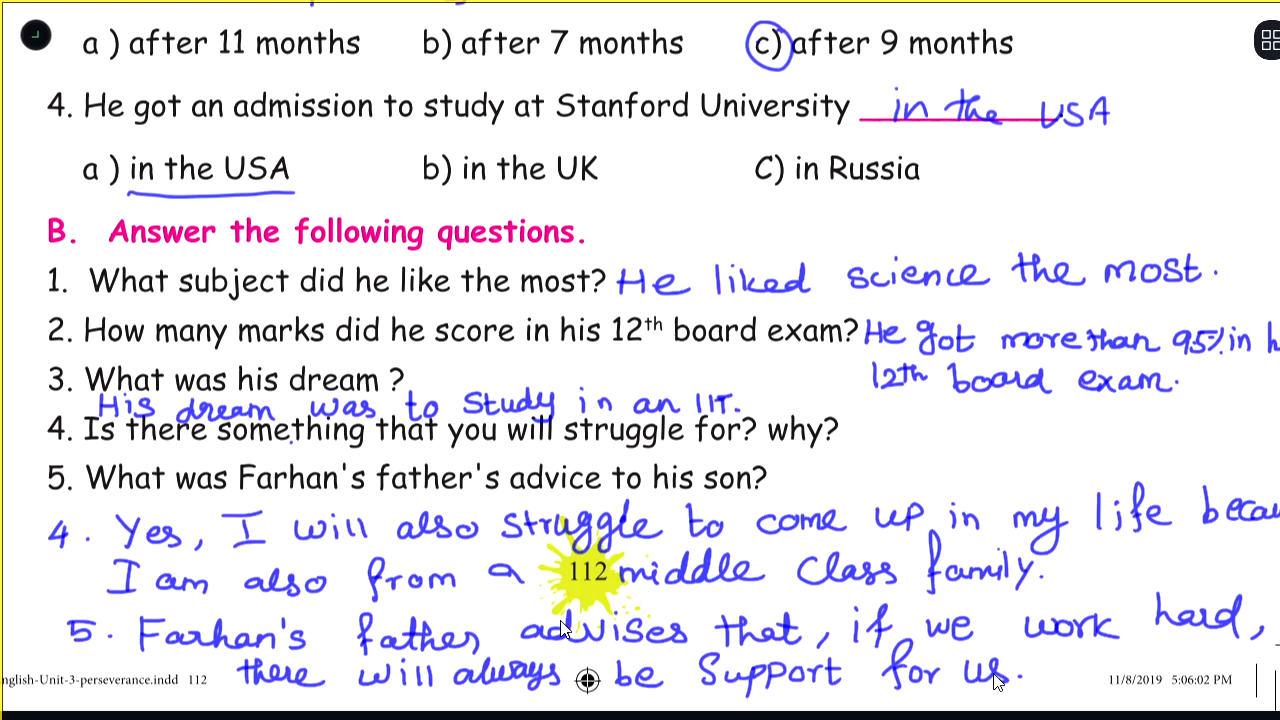 a ) after 11 months b) after 7 months c) after 9 months
4. He got an admission to study at Stanford University in the USA
a ) in the USA b) in the UK C) in Russia
B. Answer the following questions.
1. What subject did he like the most? He liked science the most.
2. How many marks did he score in his 12th board exam? He got more than 95% in h
12th board exam.
3. What was his dream ?
His dream was to study in an IIT.
4. Is there something that you will struggle for? why?
5. What was Farhan's father's advice to his son?
4. Yes, I will also struggle to come up in my life becau
I am also from a middle class family.
112
5. Farhan's father advises that, if we work hard,
there will always be support for us.
nglish-Unit-3-perseverance.indd 112 11/8/2019 5:06:02 PM